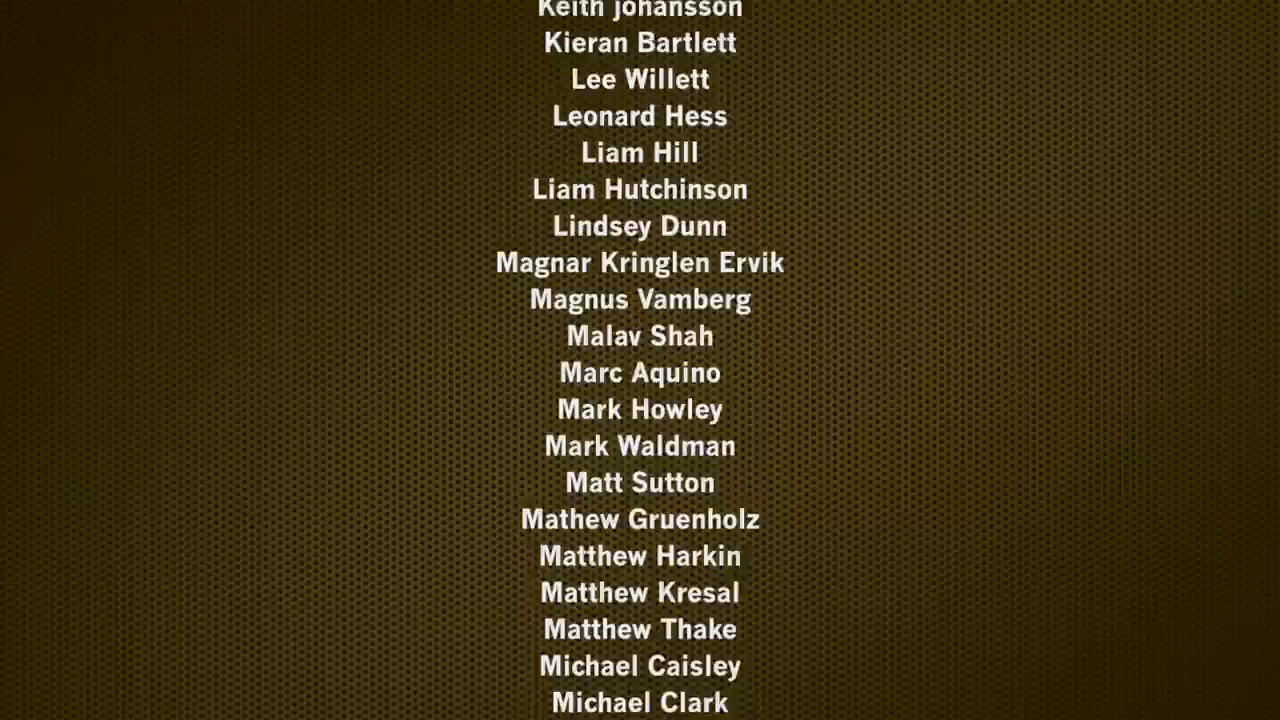 Keith johansson
Kieran Bartlett
Lee Willett
Leonard Hess
Liam Hill
Liam Hutchinson
Lindsey Dunn
Magnar Kringlen Ervik
Magnus Vamberg
Malav Shah
Marc Aquino
Mark Howley
Mark Waldman
Matt Sutton
Mathew Gruenholz
Matthew Harkin
Matthew Kresal
Matthew Thake
Michael Caisley
Michael Clark